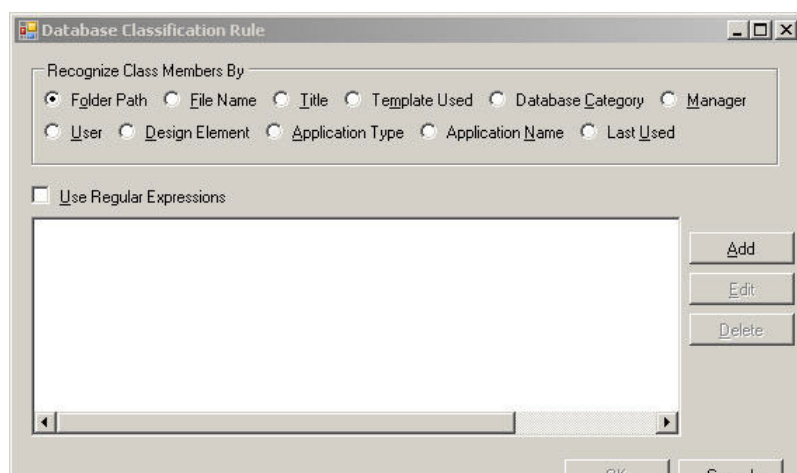 Database Classification Rule
Recognize Class Members By
Folder Path File Name Title Template Used Database Category Manager
User Design Element Application Type Application Name Last Used
Use Regular Expressions
Add
Edit
Delete